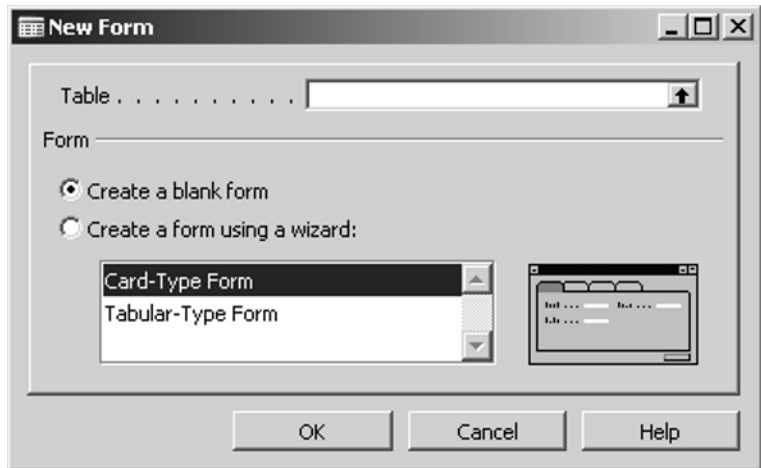 New Form
Table . . . . . . . . . .
Form
Create a blank form
Create a form using a wizard:
Card-Type Form
Tabular-Type Form
OK Cancel Help